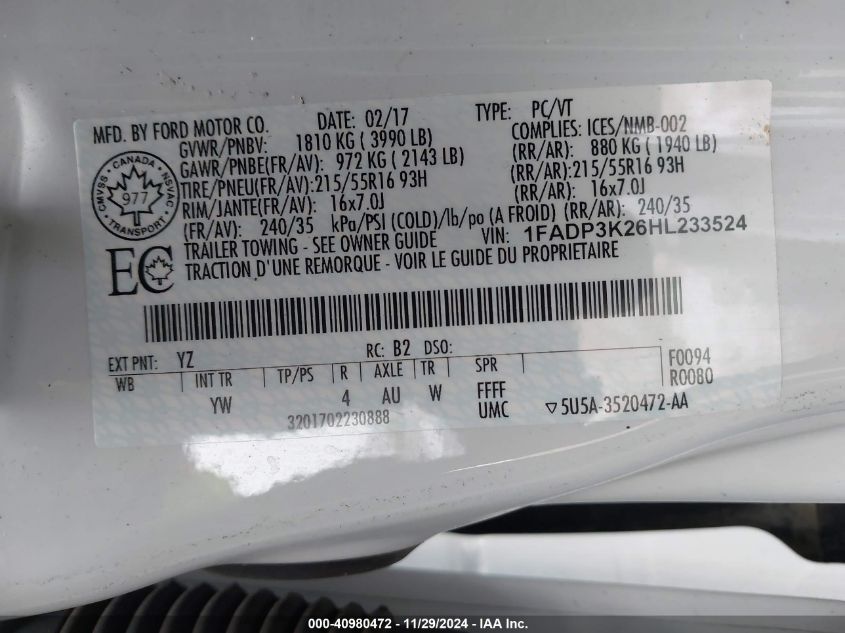 MFD. BY FORD MOTOR CO. DATE: 02/17 TYPE: PC/VT
GVWR/PNBV: 1810 KG ( 3990 LB) COMPLIES: ICES/NMB-002
GAWR/PNBE(FR/AV): 972 KG ( 2143 LB) (RR/AR): 880 KG ( 1940 LB)
TIRE/PNEU(FR/AV): 215/55R16 93H (RR/AR): 215/55R16 93H
RIM/JANTE(FR/AV): 16x7.0J (RR/AR): 16x7.0J
(FR/AV): 240/35 kPa/PSI (COLD)/lb/po (A FROID) (RR/AR): 240/35
TRAILER TOWING - SEE OWNER GUIDE VIN: 1FADP3K26HL233524
TRACTION D'UNE REMORQUE - VOIR LE GUIDE DU PROPRIETAIRE
CMVSS · CANADA · NSVAC
977
TRANSPORT
EC
EXT PNT: YZ RC: B2 DSO: F0094
WB INT TR TP/PS R AXLE TR SPR R0080
YW 4 AU W FFFF
3201702230888 UMC ▽5U5A-3520472-AA
000-40980472 - 11/29/2024 - IAA Inc.